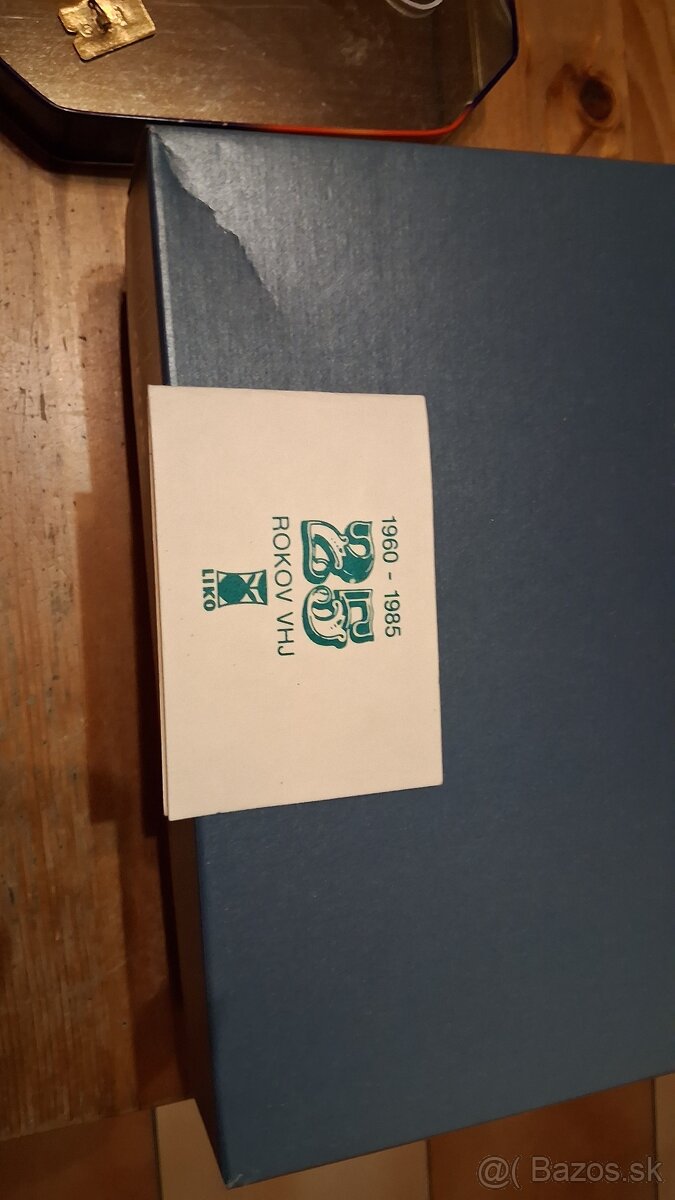 1960 - 1985
25
ROKOV VHJ
LIKO
@( Bazos.sk